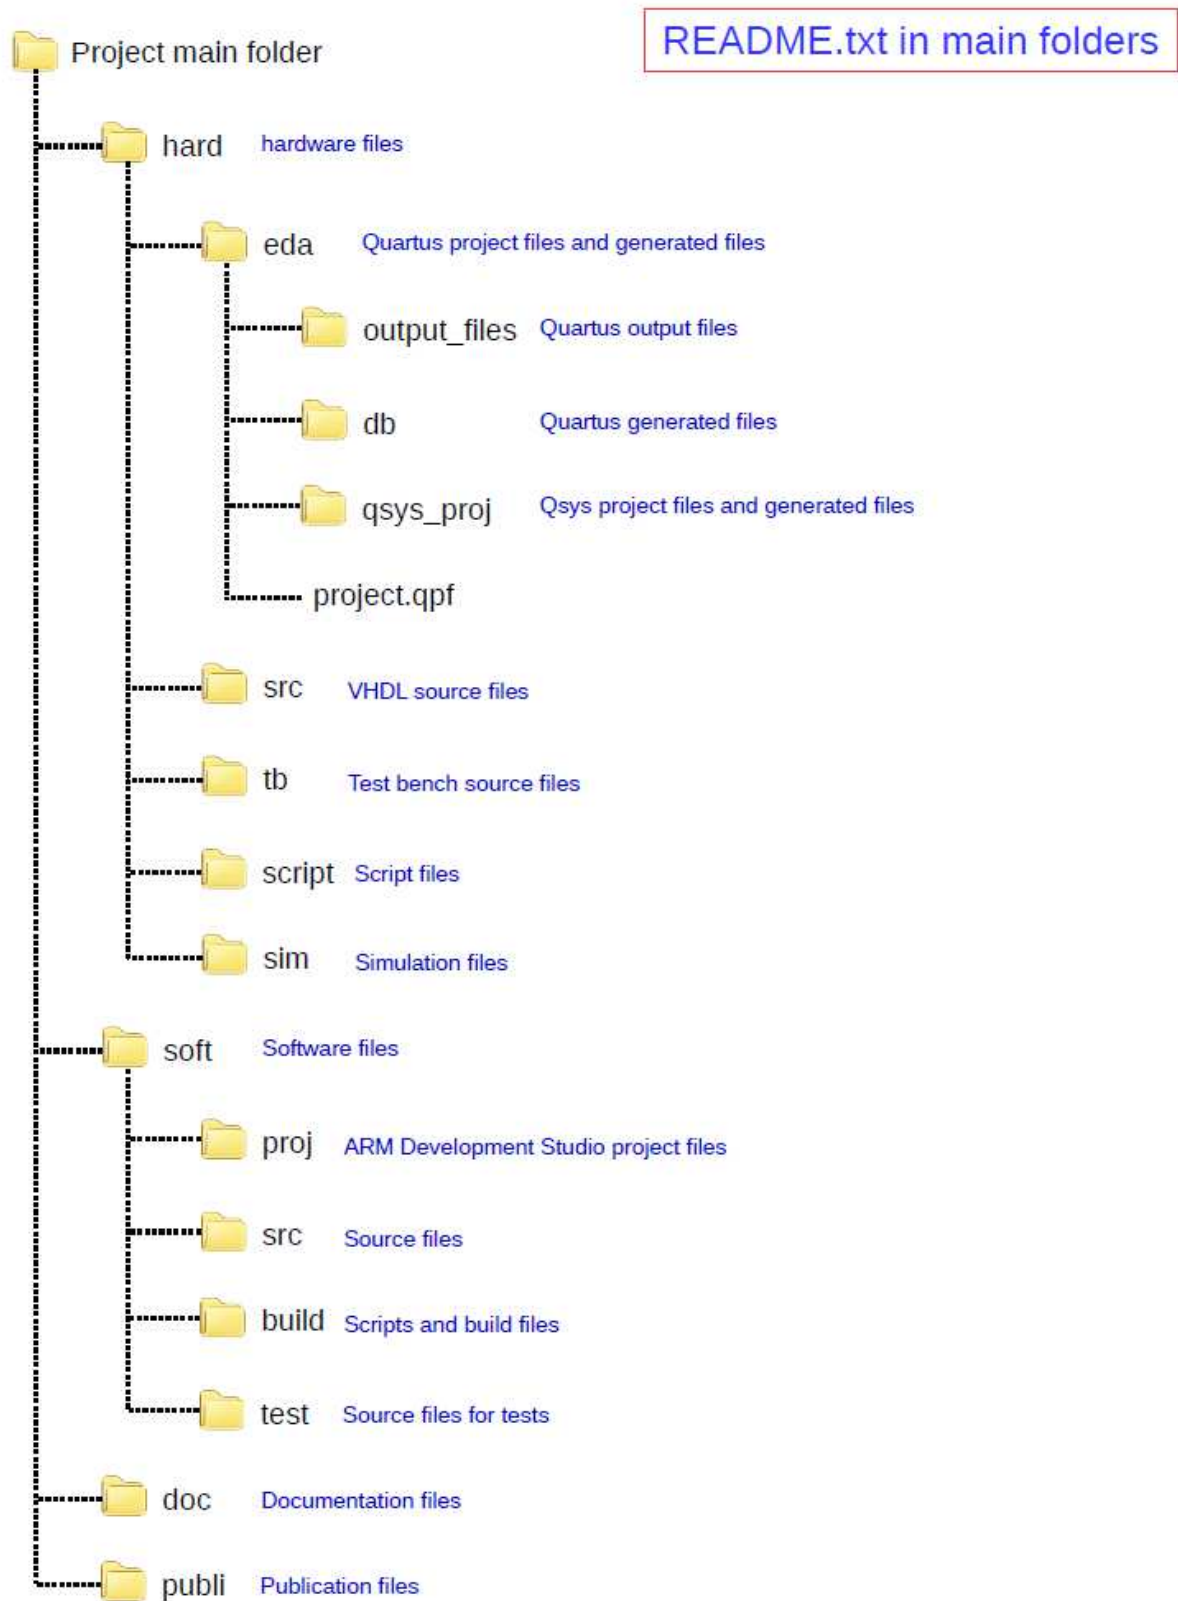 Project main folder
README.txt in main folders
hard hardware files
eda Quartus project files and generated files
output_files Quartus output files
db Quartus generated files
qsys_proj Qsys project files and generated files
project.qpf
src VHDL source files
tb Test bench source files
script Script files
sim Simulation files
soft Software files
proj ARM Development Studio project files
src Source files
build Scripts and build files
test Source files for tests
doc Documentation files
publi Publication files